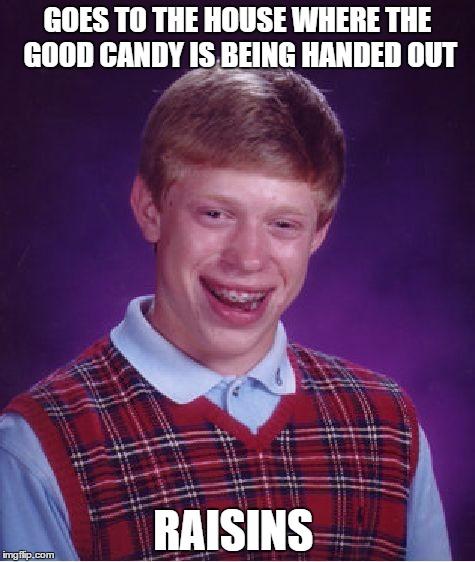 GOES TO THE HOUSE WHERE THE
GOOD CANDY IS BEING HANDED OUT
RAISINS
imgflip.com